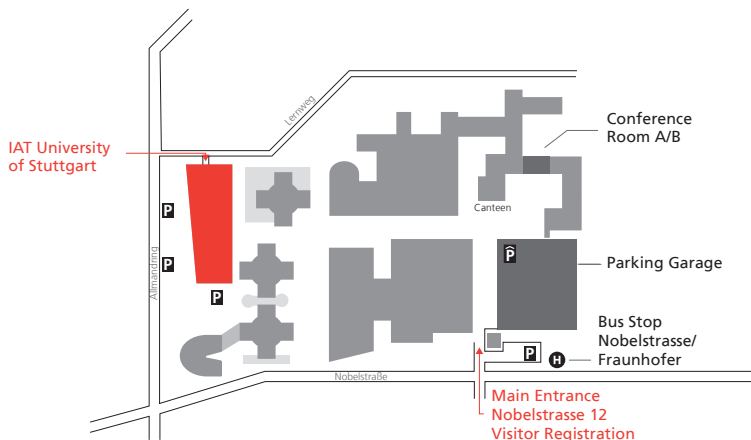 Lernweg
IAT University
of Stuttgart
Conference
Room A/B
Canteen
P
P
P
P
Allmandring
Parking Garage
Bus Stop
Nobelstrasse/
Fraunhofer
P
H
Nobelstraße
Main Entrance
Nobelstrasse 12
Visitor Registration